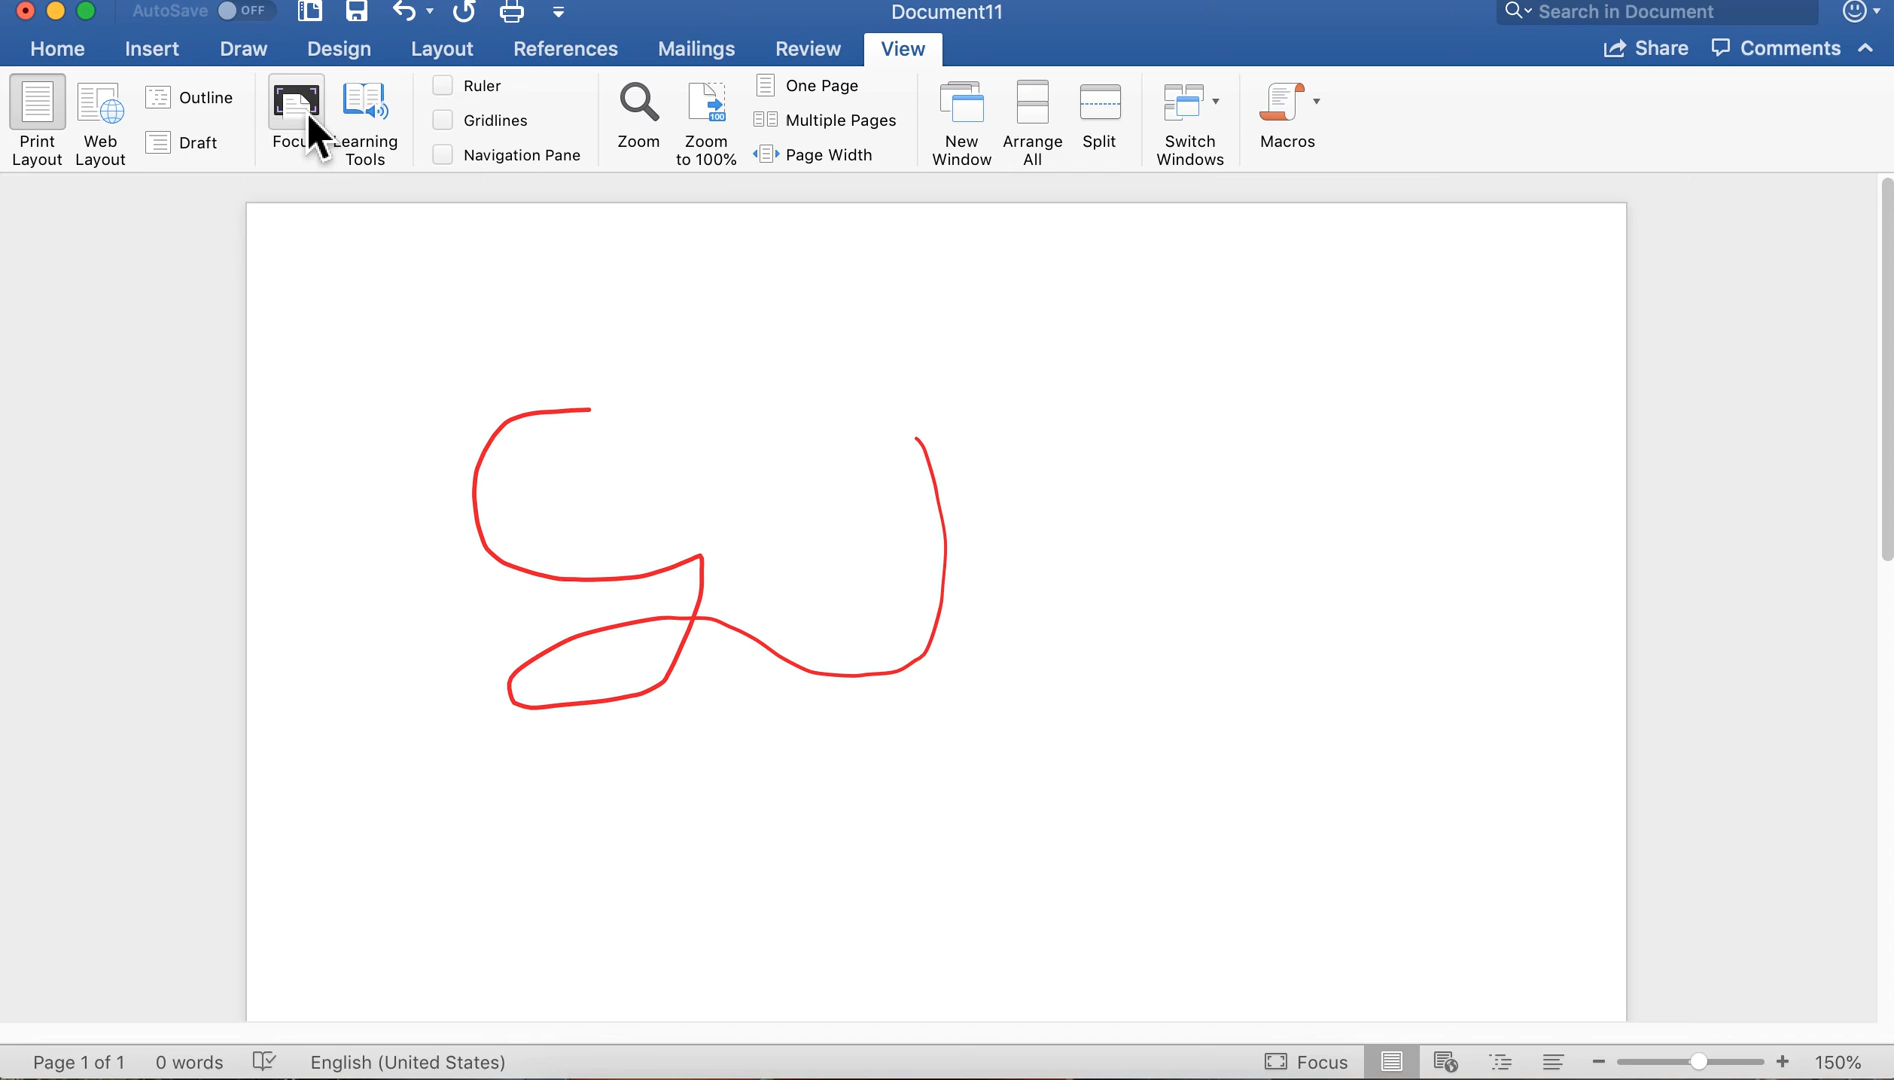 AutoSave OFF Document11 Search in Document
Home Insert Draw Design Layout References Mailings Review View Share Comments
Print Layout
Web Layout
Outline
Draft
Learning Tools
Ruler
Gridlines
Navigation Pane
Zoom
Zoom to 100%
100
One Page
Multiple Pages
Page Width
New Window
Arrange All
Split
Switch Windows
Macros
Page 1 of 1 0 words English (United States) Focus 150%